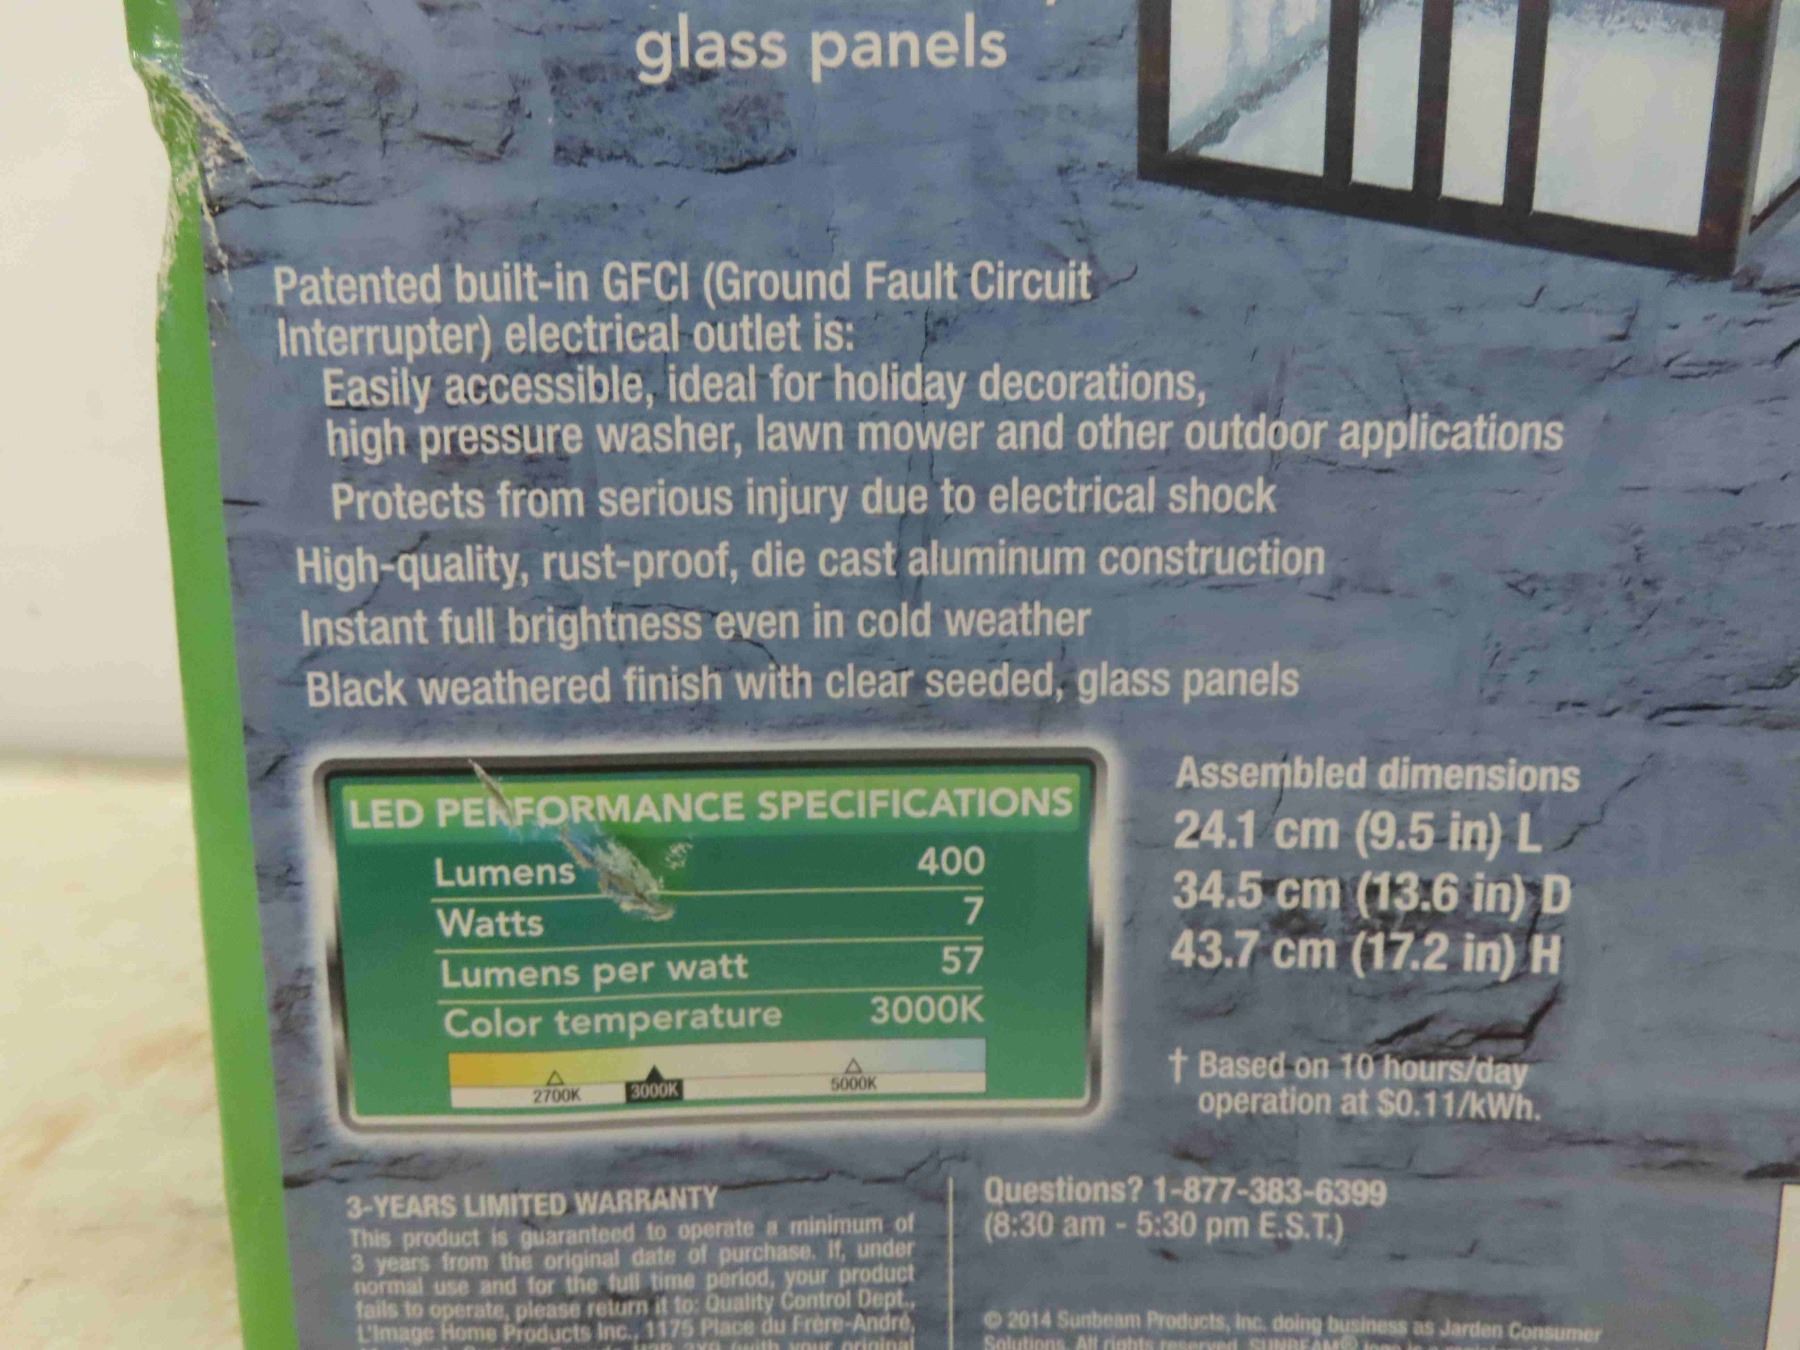 glass panels
Patented built-in GFCI (Ground Fault Circuit
Interrupter) electrical outlet is:
Easily accessible, ideal for holiday decorations,
high pressure washer, lawn mower and other outdoor applications
Protects from serious injury due to electrical shock
High-quality, rust-proof, die cast aluminum construction
Instant full brightness even in cold weather
Black weathered finish with clear seeded, glass panels
LED PERFORMANCE SPECIFICATIONS
Lumens 400
Watts 7
Lumens per watt 57
Color temperature 3000K
2700K 3000K 5000K
Assembled dimensions
24.1 cm (9.5 in) L
34.5 cm (13.6 in) D
43.7 cm (17.2 in) H
† Based on 10 hours/day
operation at $0.11/kWh.
3-YEARS LIMITED WARRANTY
This product is guaranteed to operate a minimum of
3 years from the original date of purchase. If, under
normal use and for the full time period, your product
fails to operate, please return it to: Quality Control Dept.,
L'Image Home Products Inc., 1175 Place du Frère-André,
(with your original
Questions? 1-877-383-6399
(8:30 am - 5:30 pm E.S.T.)
© 2014 Sunbeam Products, Inc. doing business as Jarden Consumer
Solutions. All rights reserved. SUNBEAM®